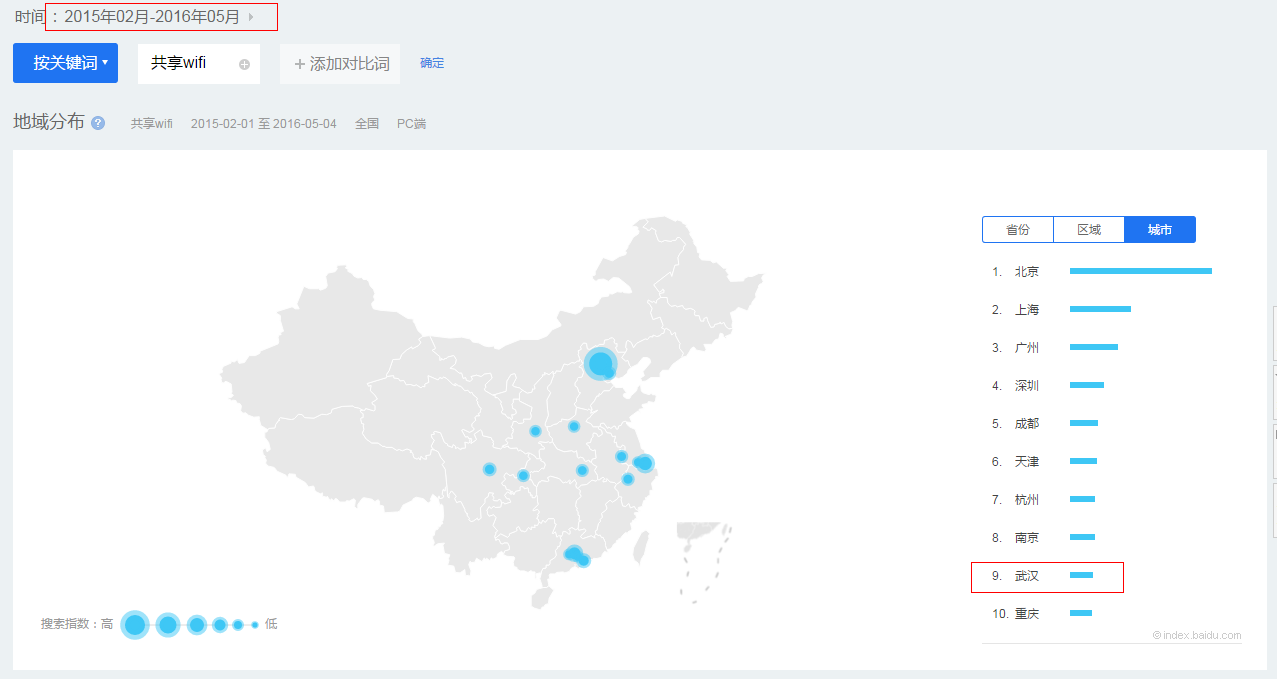 时间：2015年02月-2016年05月
按关键词 共享wifi + 添加对比词 确定
地域分布 ? 共享wifi 2015-02-01 至 2016-05-04 全国 PC端
省份 区域 城市
1. 北京
2. 上海
3. 广州
4. 深圳
5. 成都
6. 天津
7. 杭州
8. 南京
9. 武汉
10. 重庆
搜索指数：高 低
©index.baidu.com